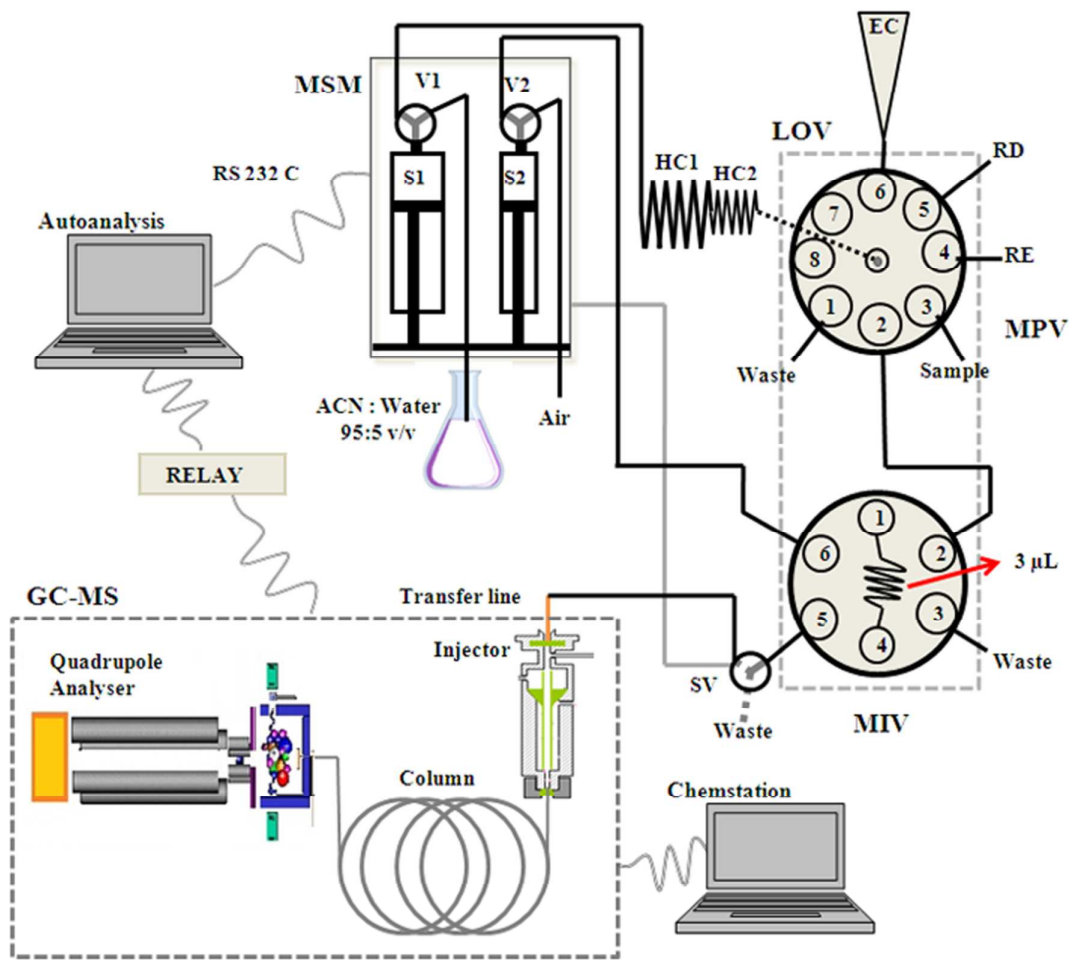 EC
MSM
V1
V2
LOV
RD
RS 232 C
S1
S2
HC1
HC2
6
7
5
Autoanalysis
8
4
RE
1
2
3
MPV
Waste
Sample
ACN : Water
95:5 v/v
Air
RELAY
1
6
2
3 µL
GC-MS
Transfer line
5
3
Injector
4
Quadrupole
Analyser
SV
Waste
Waste
MIV
Column
Chemstation